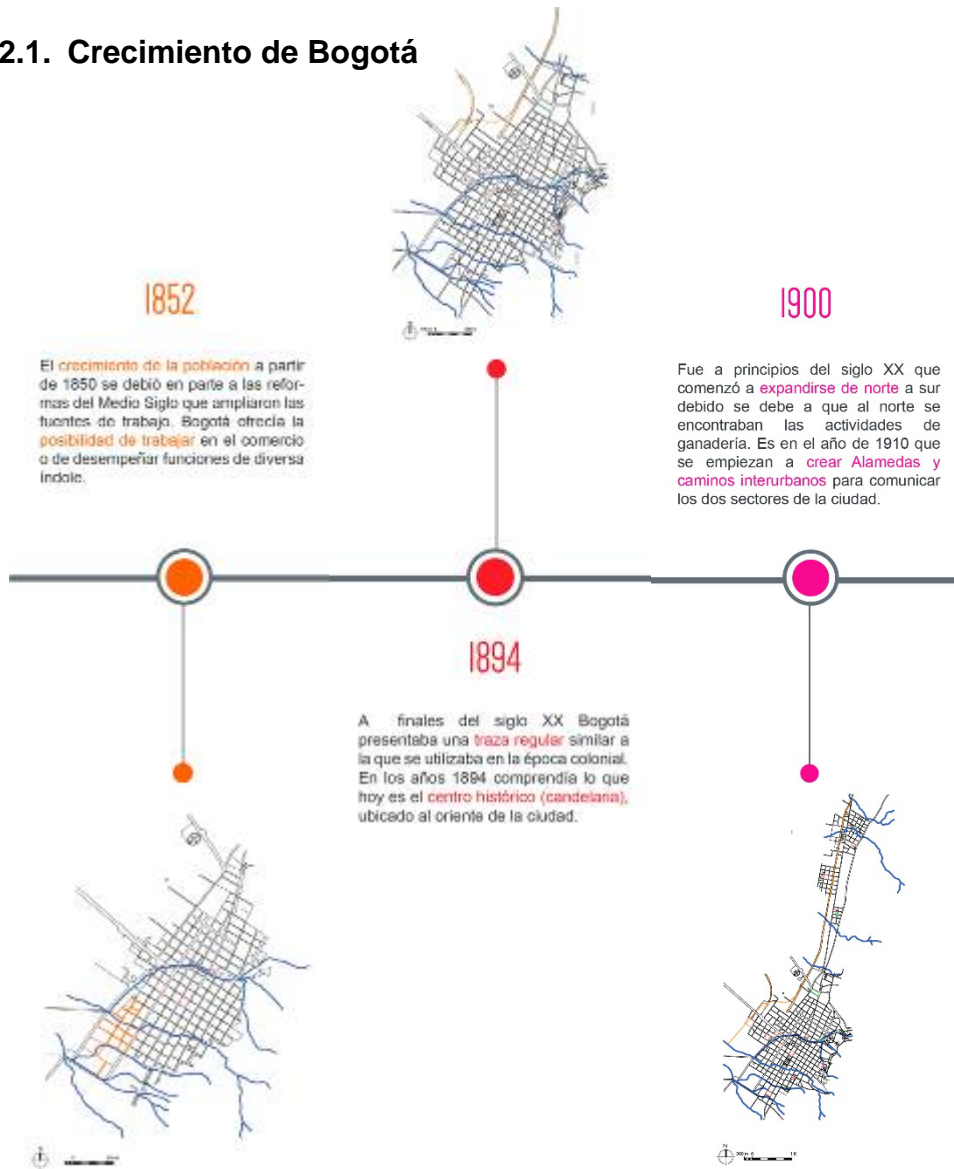 2.1. Crecimiento de Bogotá
1852
El crecimiento de la población a partir
de 1850 se debió en parte a las refor-
mas del Medio Siglo que ampliaron las
fuentes de trabajo. Bogotá ofrecía la
posibilidad de trabajar en el comercio
o de desempeñar funciones de diversa
índole.
1894
A finales del siglo XX Bogotá
presentaba una traza regular similar a
la que se utilizaba en la época colonial.
En los años 1894 comprendía lo que
hoy es el centro histórico (candelaria),
ubicado al oriente de la ciudad.
1900
Fue a principios del siglo XX que
comenzó a expandirse de norte a sur
debido se debe a que al norte se
encontraban las actividades de
ganadería. Es en el año de 1910 que
se empiezan a crear Alamedas y
caminos interurbanos para comunicar
los dos sectores de la ciudad.